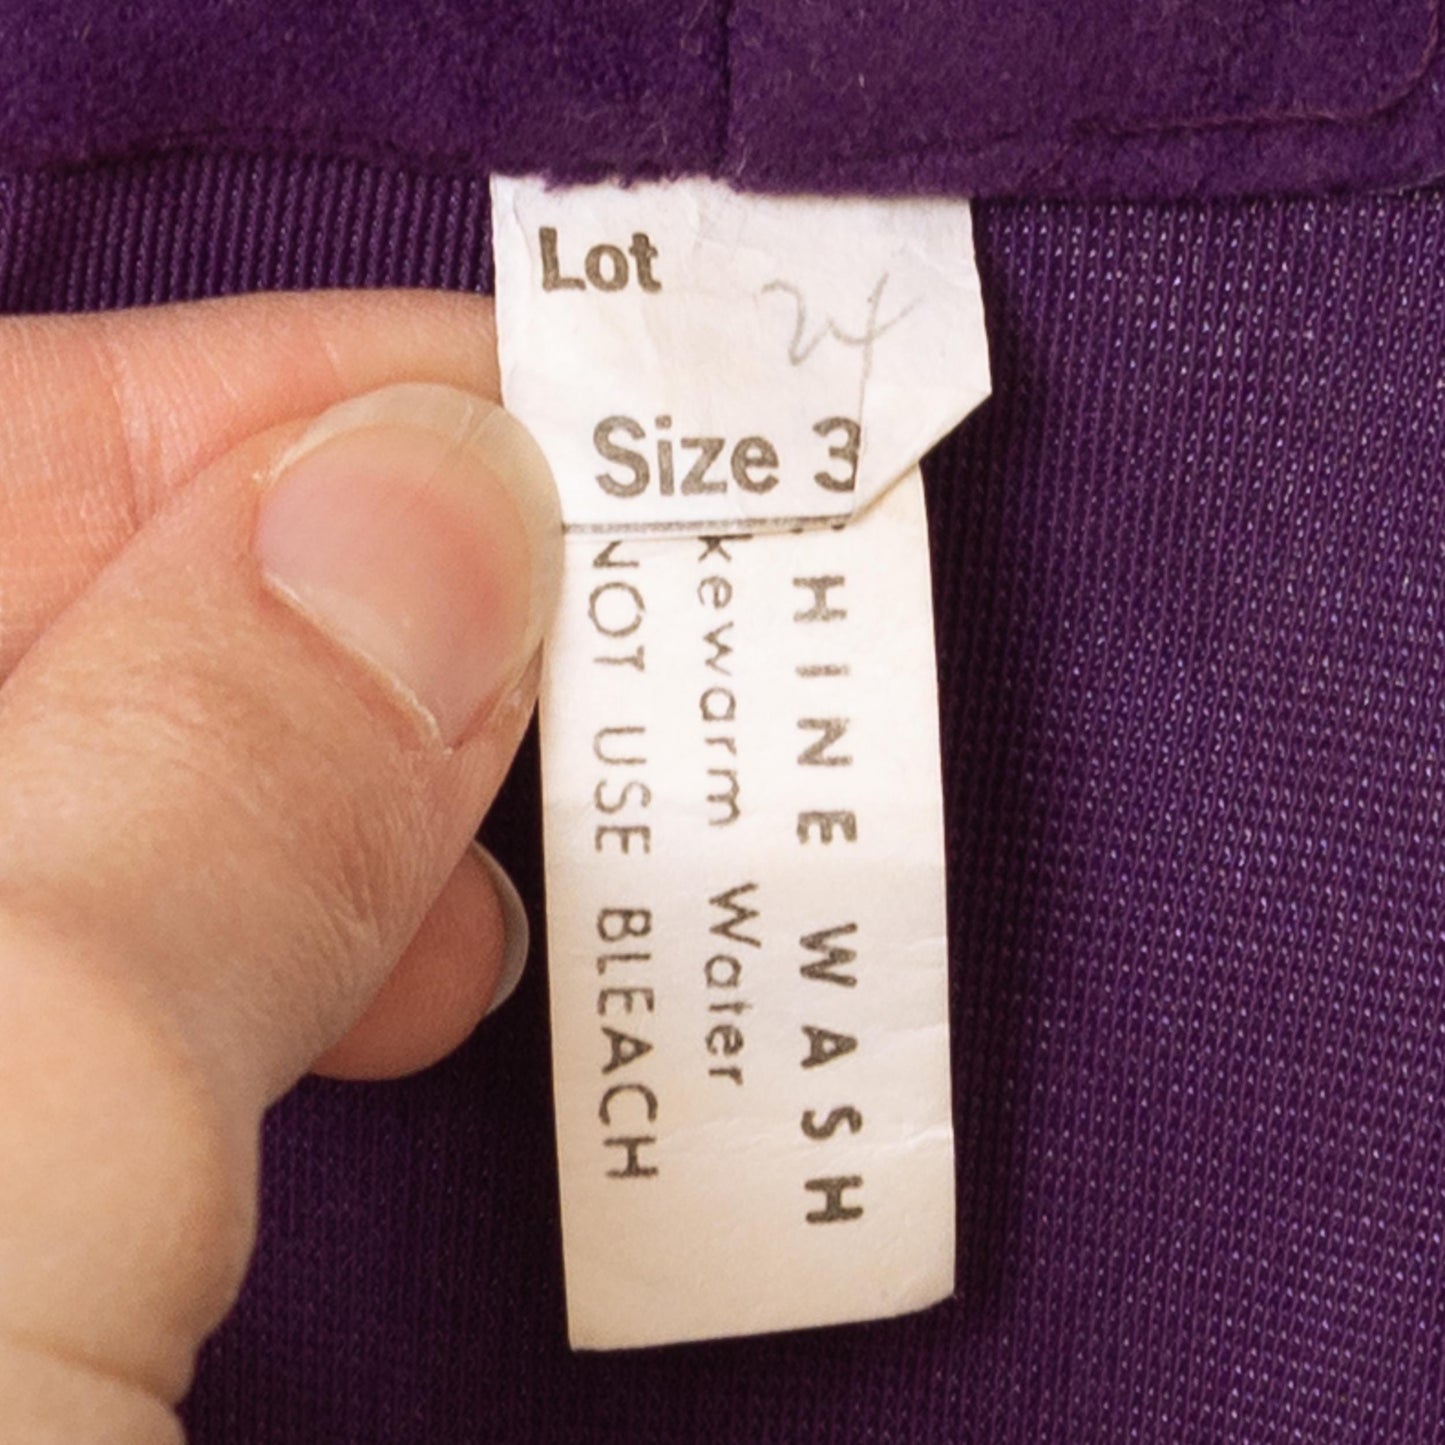 Lot 24
Size 3
HINE WASH
kewarm Water
NOT USE BLEACH